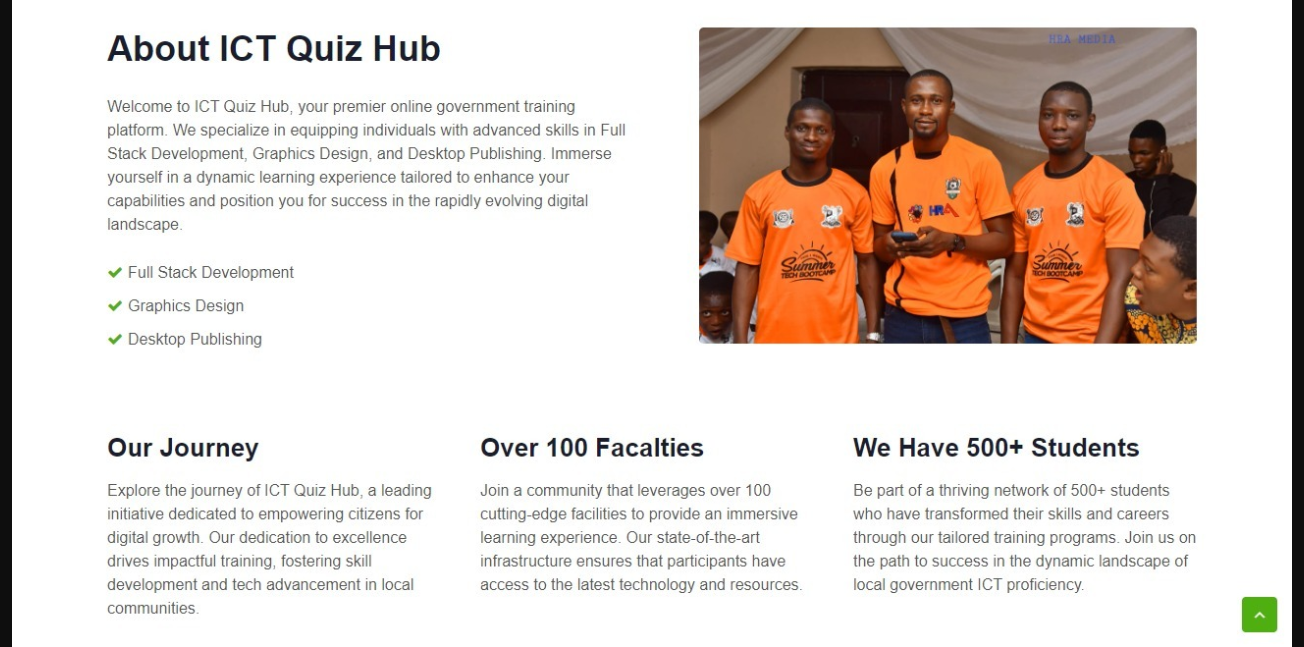 About ICT Quiz Hub
Welcome to ICT Quiz Hub, your premier online government training
platform. We specialize in equipping individuals with advanced skills in Full
Stack Development, Graphics Design, and Desktop Publishing. Immerse
yourself in a dynamic learning experience tailored to enhance your
capabilities and position you for success in the rapidly evolving digital
landscape.
Full Stack Development
Graphics Design
Desktop Publishing
HRA MEDIA
HRA
Summer
TECH BOOTCAMP
Summer
TECH BOOTCAMP
Our Journey
Explore the journey of ICT Quiz Hub, a leading
initiative dedicated to empowering citizens for
digital growth. Our dedication to excellence
drives impactful training, fostering skill
development and tech advancement in local
communities.
Over 100 Facalties
Join a community that leverages over 100
cutting-edge facilities to provide an immersive
learning experience. Our state-of-the-art
infrastructure ensures that participants have
access to the latest technology and resources.
We Have 500+ Students
Be part of a thriving network of 500+ students
who have transformed their skills and careers
through our tailored training programs. Join us on
the path to success in the dynamic landscape of
local government ICT proficiency.